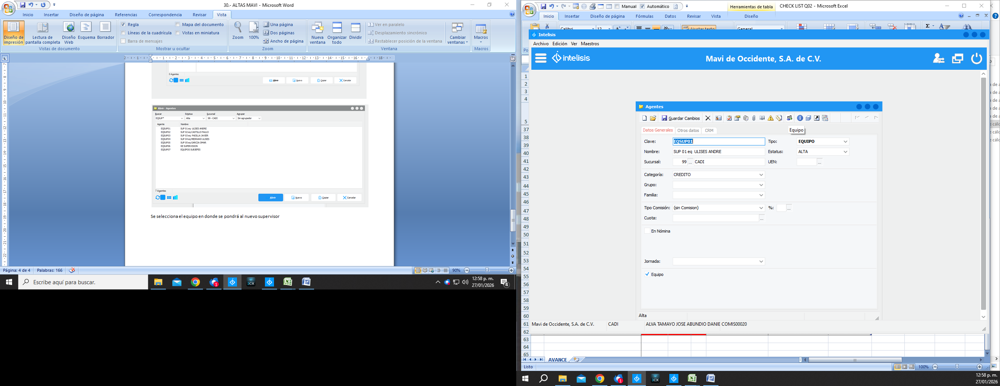 30.- ALTAS MAVI - Microsoft Word
Inicio Insertar Diseño de página Referencias Correspondencia Revisar Vista
Diseño de impresión
Lectura de pantalla completa
Diseño Web
Esquema
Borrador
Vistas de documento
Regla
Líneas de la cuadrícula
Barra de mensajes
Mapa del documento
Vistas en miniatura
Mostrar u ocultar
Zoom
100%
Una página
Dos páginas
Ancho de página
Zoom
Nueva ventana
Organizar todo
Dividir
Ver en paralelo
Desplazamiento sincrónico
Restablecer posición de la ventana
Cambiar ventanas
Ventana
Macros
Macros
0 Agentes
Abrir Nuevo Copiar Cancelar
Abrir - Agentes
Buscar Estatus Sucursal Agrupar
EQSUP* Alta 99 - CADI Sin agrupador
Agente Nombre
EQSUP01 SUP 01 eq ULISES ANDRE
EQSUP02 SUP 02 eq CASTILLO PAULO
EQSUP03 SUP 03 eq PADILLA JAVIER
EQSUP04 SUP 04 eq MEDRANO ULISES
EQSUP05 SUP 05 eq GARCIA OMAR.
EQSUP06 RE SUPERVISION
EQSUP07 EQUIPOS SUBJEFES
7 Agentes
Abrir Nuevo Copiar Cancelar
Se selecciona el equipo en donde se pondrá al nuevo supervisor
Página: 4 de 4 Palabras: 166 90%
Escribe aquí para buscar.
12:58 p. m.
27/01/2026
Manual Automático Herramientas de tabla CHECK LIST Q02 - Microsoft Excel
Inicio Insertar Diseño de página Fórmulas Datos Revisar Vista Diseño
Calibri 12 Ajustar texto General
Intelisis
Archivo Edición Ver Maestros
intelisis
Mavi de Occidente, S.A. de C.V.
Agentes
Guardar Cambios
Equipo
Datos Generales Otros datos CRM
Clave: EQSUP01 Tipo: EQUIPO
Nombre: SUP 01 eq ULISES ANDRE Estatus: ALTA
Sucursal: 99 ... CADI UEN: ...
Categoría: CREDITO
Grupo:
Familia:
Tipo Comisión: (sin Comision) %: ...
Cuota: ...
En Nómina
Jornada:
Equipo
Alta
Mavi de Occidente, S.A. de C.V. CADI ALVA TAMAYO JOSE ABUNDIO DANIE COMIS00020
1
2
3
4
5
37
38
39
40
41
42
43
44
45
46
47
48
49
50
51
52
53
54
55
56
57
58
59
60
61
62
63
64
65
AVANCE
Listo 100%
12:58 p. m.
27/01/2026